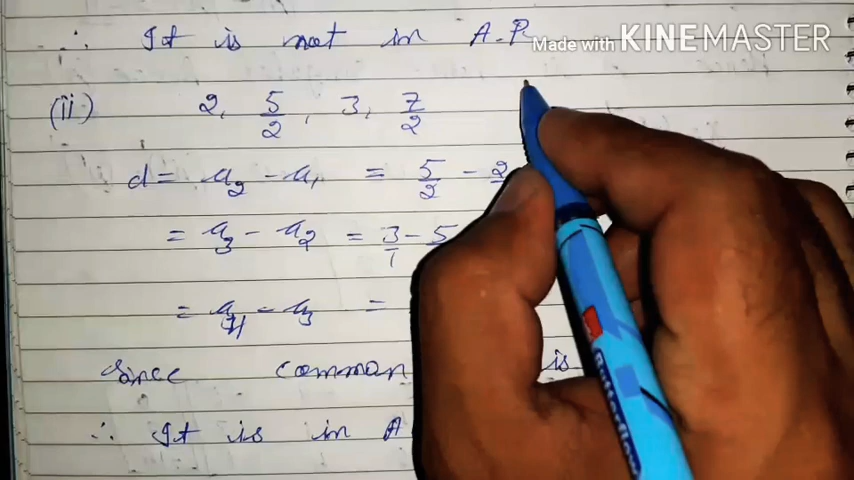 ∴ It is not in A.P
Made with KINEMASTER
(ii) 2, 5/2, 3, 7/2
d = a₂ - a₁ = 5/2 - 2
= a₃ - a₂ = 3/1 - 5
= a₄ - a₃ =
Since common is
∴ It is in A
Butterflow